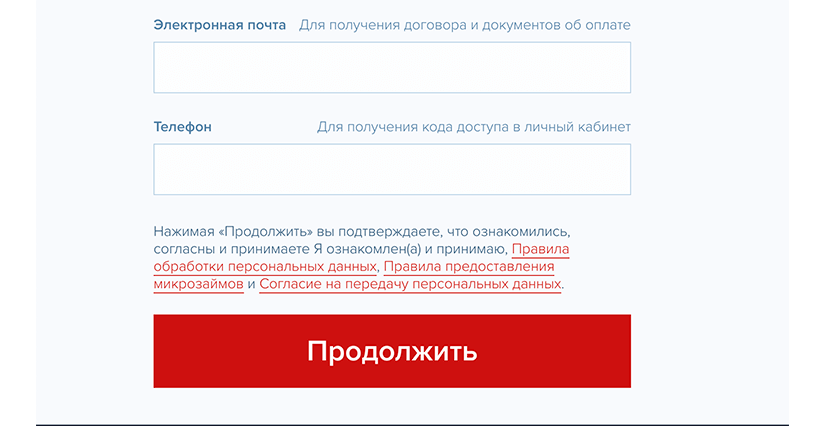 Электронная почта Для получения договора и документов об оплате
Телефон Для получения кода доступа в личный кабинет
Нажимая «Продолжить» вы подтверждаете, что ознакомились,
согласны и принимаете Я ознакомлен(а) и принимаю, Правила
обработки персональных данных, Правила предоставления
микрозаймов и Согласие на передачу персональных данных.
Продолжить